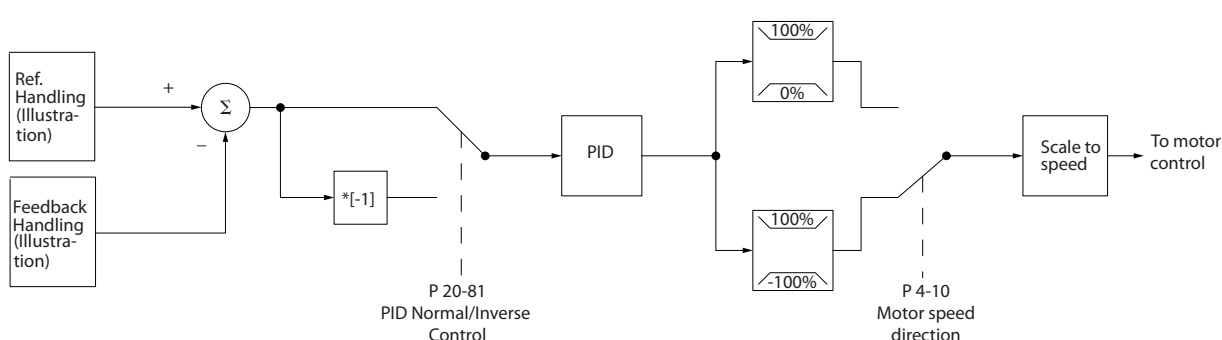 Ref.
Handling
(Illustra-
tion)
+
Σ
–
Feedback
Handling
(Illustra-
tion)
*[-1]
P 20-81
PID Normal/Inverse
Control
PID
100%
0%
100%
-100%
P 4-10
Motor speed
direction
Scale to
speed
To motor
control